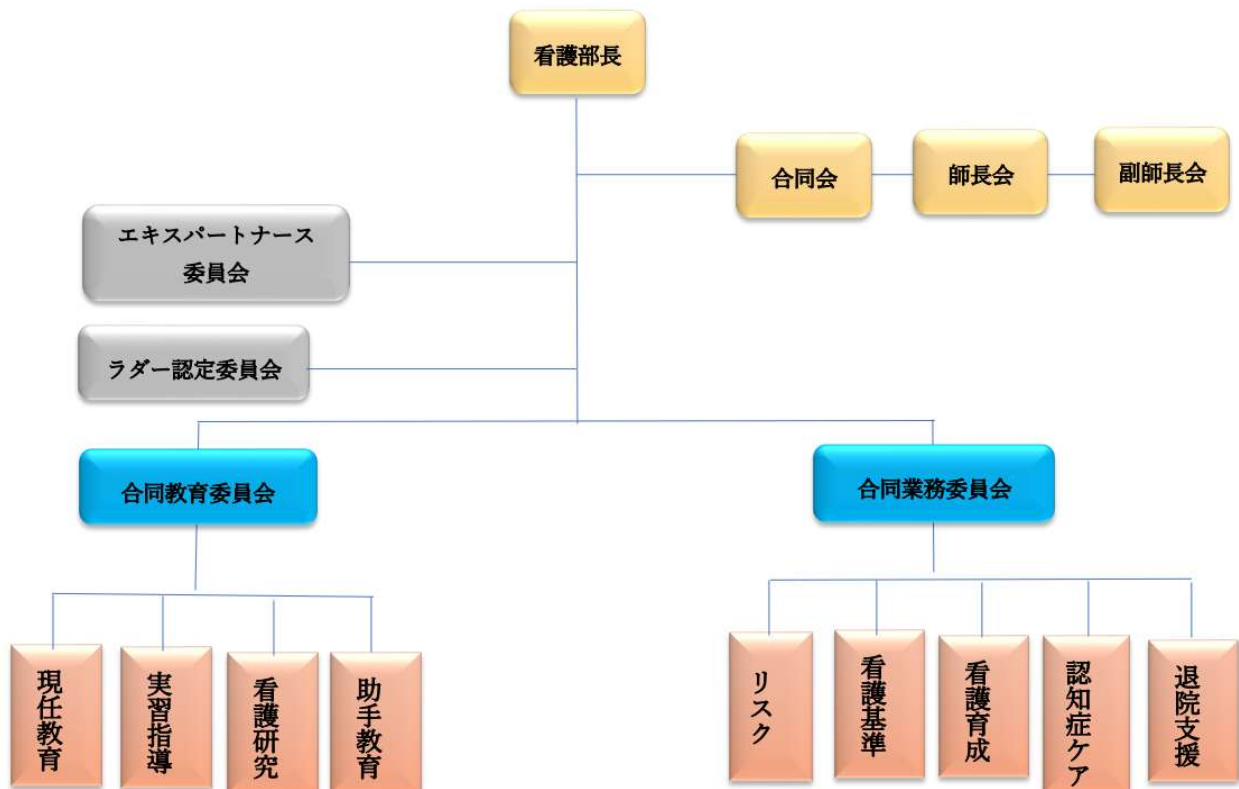 看護部長
合同会
師長会
副師長会
エキスパートナース
委員会
ラダー認定委員会
合同教育委員会
合同業務委員会
現任教育
実習指導
看護研究
助手教育
リスク
看護基準
看護育成
認知症ケア
退院支援